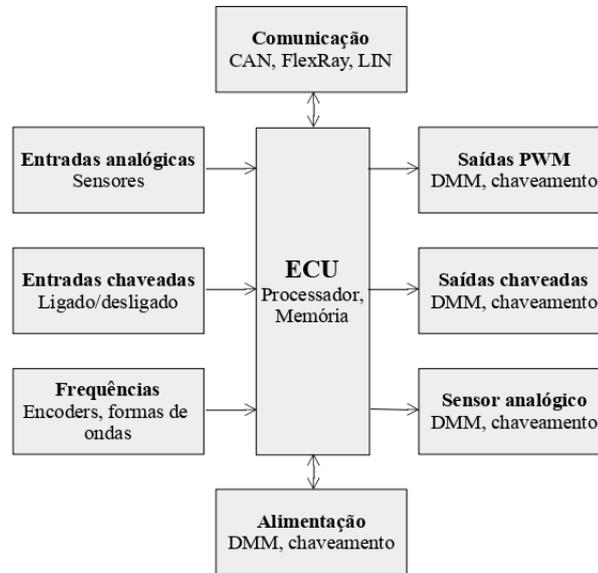 Comunicação
CAN, FlexRay, LIN
Entradas analógicas
Sensores
Saídas PWM
DMM, chaveamento
Entradas chaveadas
Ligado/desligado
ECU
Processador,
Memória
Saídas chaveadas
DMM, chaveamento
Frequências
Encoders, formas de
ondas
Sensor analógico
DMM, chaveamento
Alimentação
DMM, chaveamento